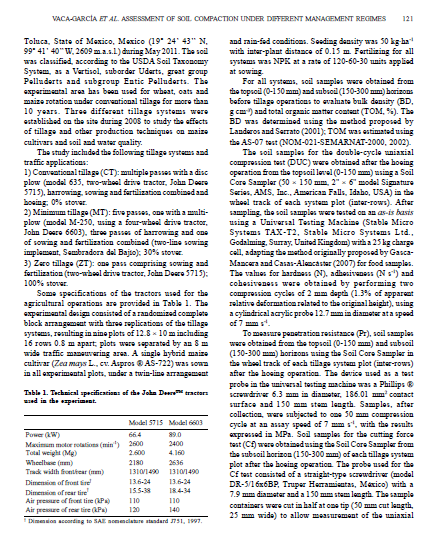 VACA-GARCÍA ET AL. ASSESSMENT OF SOIL COMPACTION UNDER DIFFERENT MANAGEMENT REGIMES 121
Toluca, State of Mexico, Mexico (19° 24’ 43’’ N,
99° 41’ 40’’ W, 2609 m.a.s.l.) during May 2011. The soil
was classified, according to the USDA Soil Taxonomy
System, as a Vertisol, suborder Uderts, great group
Pelluderts and subgroup Entic Pelluderts. The
experimental area has been used for wheat, oats and
maize rotation under conventional tillage for more than
10 years. Three different tillage systems were
established on the site during 2008 to study the effects
of tillage and other production techniques on maize
cultivars and soil and water quality.
The study included the following tillage systems and
traffic applications:
1) Conventional tillage (CT): multiple passes with a disc
plow (model 635, two-wheel drive tractor, John Deere
5715), harrowing, sowing and fertilization combined and
hoeing; 0% stover.
2) Minimum tillage (MT): five passes, one with a multi-
plow (model M-250, using a four-wheel drive tractor,
John Deere 6603), three passes of harrowing and one
of sowing and fertilization combined (two-line sowing
implement, Sembradora del Bajío); 30% stover.
3) Zero tillage (ZT): one pass comprising sowing and
fertilization (two-wheel drive tractor, John Deere 5715);
100% stover.
Some specifications of the tractors used for the
agricultural operations are provided in Table 1. The
experimental design consisted of a randomized complete
block arrangement with three replications of the tillage
systems, resulting in nine plots of 12.8 × 10 m including
16 rows 0.8 m apart; plots were separated by an 8 m
wide traffic maneuvering area. A single hybrid maize
cultivar (Zea mays L., cv. Aspros ® AS-722) was sown
in all experimental plots, under a twin-line arrangement
Table 1. Technical specifications of the John Deere™ tractors
used in the experiment.
Model 5715 Model 6603
Power (kW) 66.4 89.0
Maximum motor rotations (min⁻¹) 2600 2400
Total weight (Mg) 2.600 4.160
Wheelbase (mm) 2180 2636
Track width front/rear (mm) 1310/1490 1310/1490
Dimension of front tire† 13.6-24 13.6-24
Dimension of rear tire† 15.5-38 18.4-34
Air pressure of front tire (kPa) 110 110
Air pressure of rear tire (kPa) 120 140
† Dimension according to SAE nomenclature standard J751, 1997.
and rain-fed conditions. Seeding density was 50 kg·ha⁻¹
with inter-plant distance of 0.15 m. Fertilizing for all
systems was NPK at a rate of 120-60-30 units applied
at sowing.
For all systems, soil samples were obtained from
the topsoil (0-150 mm) and subsoil (150-300 mm) horizons
before tillage operations to evaluate bulk density (BD,
g cm⁻³) and total organic matter content (TOM, %). The
BD was determined using the method proposed by
Landeros and Serrato (2001); TOM was estimated using
the AS-07 test (NOM-021-SEMARNAT-2000, 2002).
The soil samples for the double-cycle uniaxial
compression test (DUC) were obtained after the hoeing
operation from the topsoil level (0-150 mm) using a Soil
Core Sampler (50 × 150 mm, 2” × 6” model Signature
Series, AMS, Inc., American Falls, Idaho, USA) in the
wheel track of each system plot (inter-rows). After
sampling, the soil samples were tested on an as-is basis
using a Universal Testing Machine (Stable Micro
Systems TAX-T2, Stable Micro Systems Ltd.,
Godalming, Surray, United Kingdom) with a 25 kg charge
cell, adapting the method originally proposed by Gasca-
Mancera and Casas-Alencáster (2007) for food samples.
The values for hardness (N), adhesiveness (N s⁻¹) and
cohesiveness were obtained by performing two
compression cycles of 2 mm depth (1.3% of apparent
relative deformation related to the original height), using
a cylindrical acrylic probe 12.7 mm in diameter at a speed
of 7 mm s⁻¹.
To measure penetration resistance (Pr), soil samples
were obtained from the topsoil (0-150 mm) and subsoil
(150-300 mm) horizons using the Soil Core Sampler in
the wheel track of each tillage system plot (inter-rows)
after the hoeing operation. The device used as a test
probe in the universal testing machine was a Phillips ®
screwdriver 6.3 mm in diameter, 186.01 mm² contact
surface and 150 mm stem length. Samples, after
collection, were subjected to one 50 mm compression
cycle at an assay speed of 7 mm s⁻¹, with the results
expressed in MPa. Soil samples for the cutting force
test (Cf) were obtained using the Soil Core Sampler from
the subsoil horizon (150-300 mm) of each tillage system
plot after the hoeing operation. The probe used for the
Cf test consisted of a straight-type screwdriver (model
DR-5/16x6BP, Truper Herramientas, Mexico) with a
7.9 mm diameter and a 150 mm stem length. The sample
containers were cut in half at one tip (50 mm cut length,
25 mm wide) to allow measurement of the uniaxial